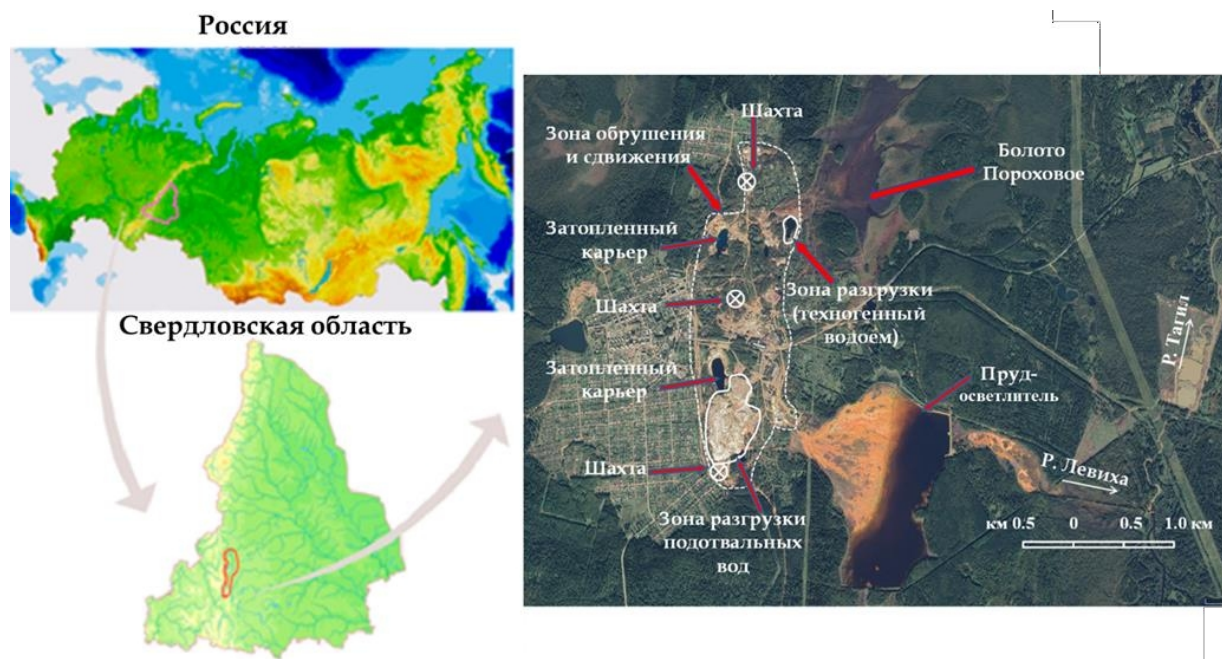 Россия
Свердловская область
Шахта
Зона обрушения
и сдвижения
Болото
Пороховое
Затопленный
карьер
Шахта
Зона разгрузки
(техногенный
водоем)
Р. Тагил
Затопленный
карьер
Пруд-
осветлитель
Шахта
Р. Левиха
Зона разгрузки
подотвальных
вод
км 0.5 0 0.5 1.0 км